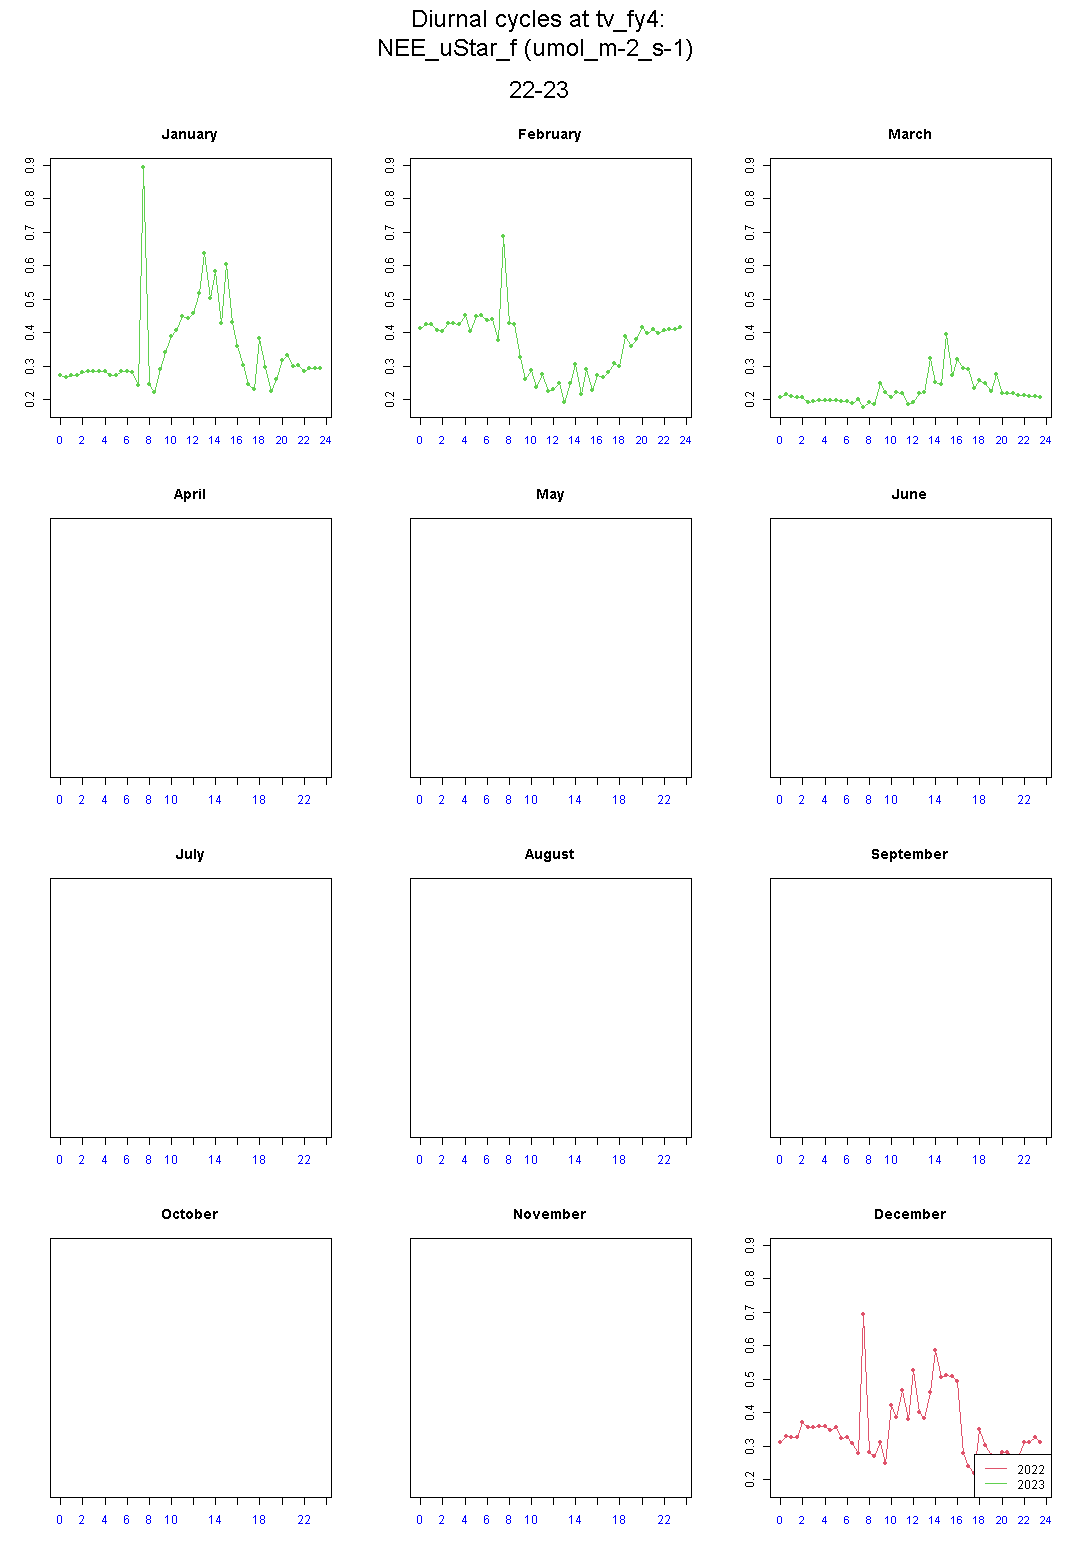 Diurnal cycles at tv_fy4:
NEE_uStar_f (umol_m-2_s-1)
22-23
January
February
March
0.2 0.3 0.4 0.5 0.6 0.7 0.8 0.9
0.2 0.3 0.4 0.5 0.6 0.7 0.8 0.9
0.2 0.3 0.4 0.5 0.6 0.7 0.8 0.9
0 2 4 6 8 10 12 14 16 18 20 22 24
0 2 4 6 8 10 12 14 16 18 20 22 24
0 2 4 6 8 10 12 14 16 18 20 22 24
April
May
June
0 2 4 6 8 10 14 18 22
0 2 4 6 8 10 14 18 22
0 2 4 6 8 10 14 18 22
July
August
September
0 2 4 6 8 10 14 18 22
0 2 4 6 8 10 14 18 22
0 2 4 6 8 10 14 18 22
October
November
December
0.2 0.3 0.4 0.5 0.6 0.7 0.8 0.9
2022
2023
0 2 4 6 8 10 14 18 22
0 2 4 6 8 10 14 18 22
0 2 4 6 8 10 12 14 16 18 20 22 24